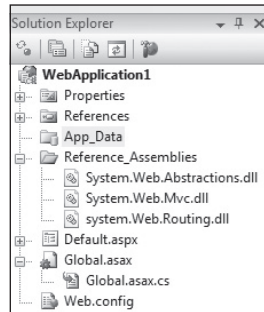 Solution Explorer
WebApplication1
Properties
References
App_Data
Reference_Assemblies
System.Web.Abstractions.dll
System.Web.Mvc.dll
system.Web.Routing.dll
Default.aspx
Global.asax
Global.asax.cs
Web.config